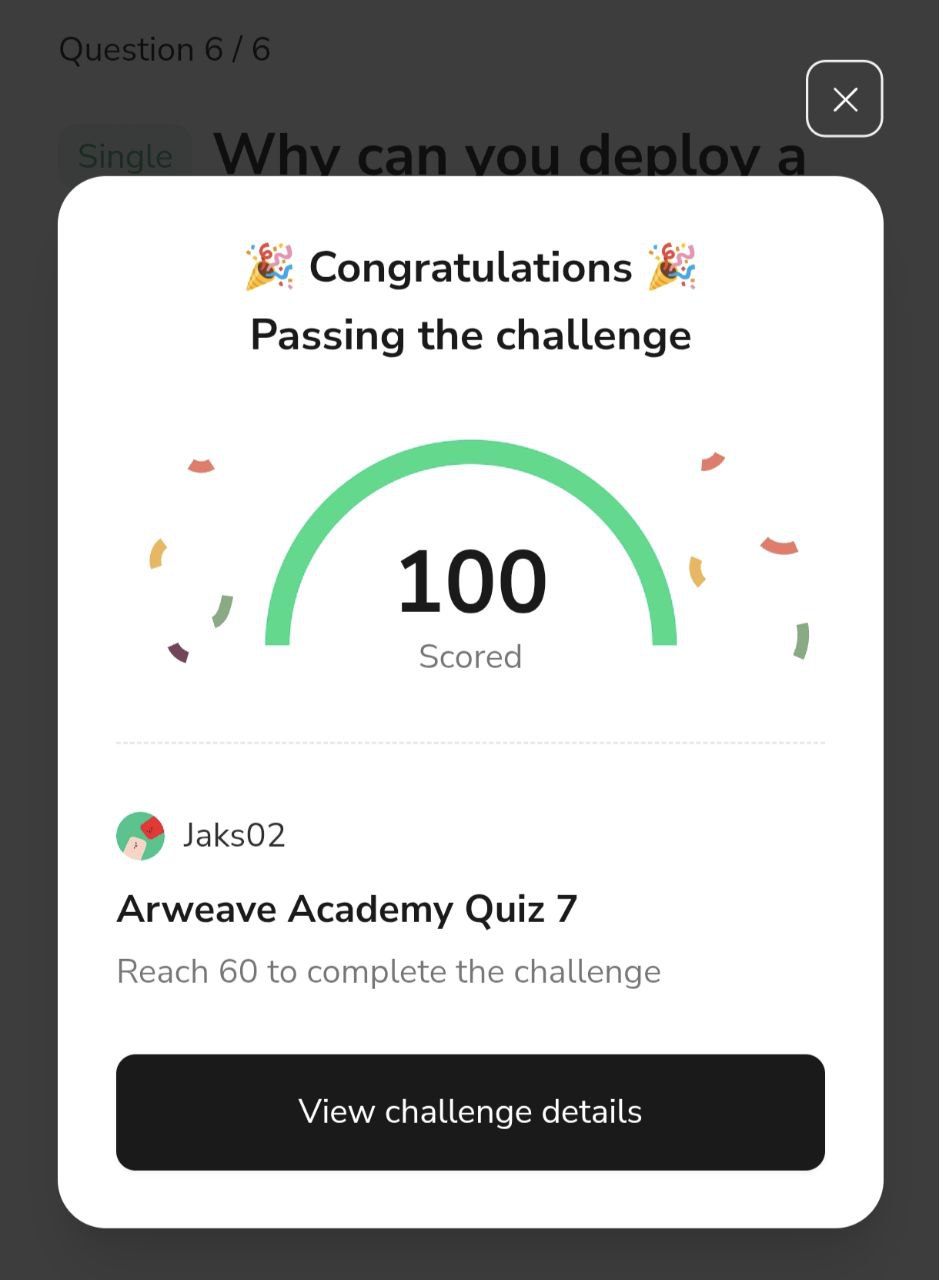 Question 6 / 6
Single Why can you deploy a
🎉 Congratulations 🎉
Passing the challenge
100
Scored
Jaks02
Arweave Academy Quiz 7
Reach 60 to complete the challenge
View challenge details